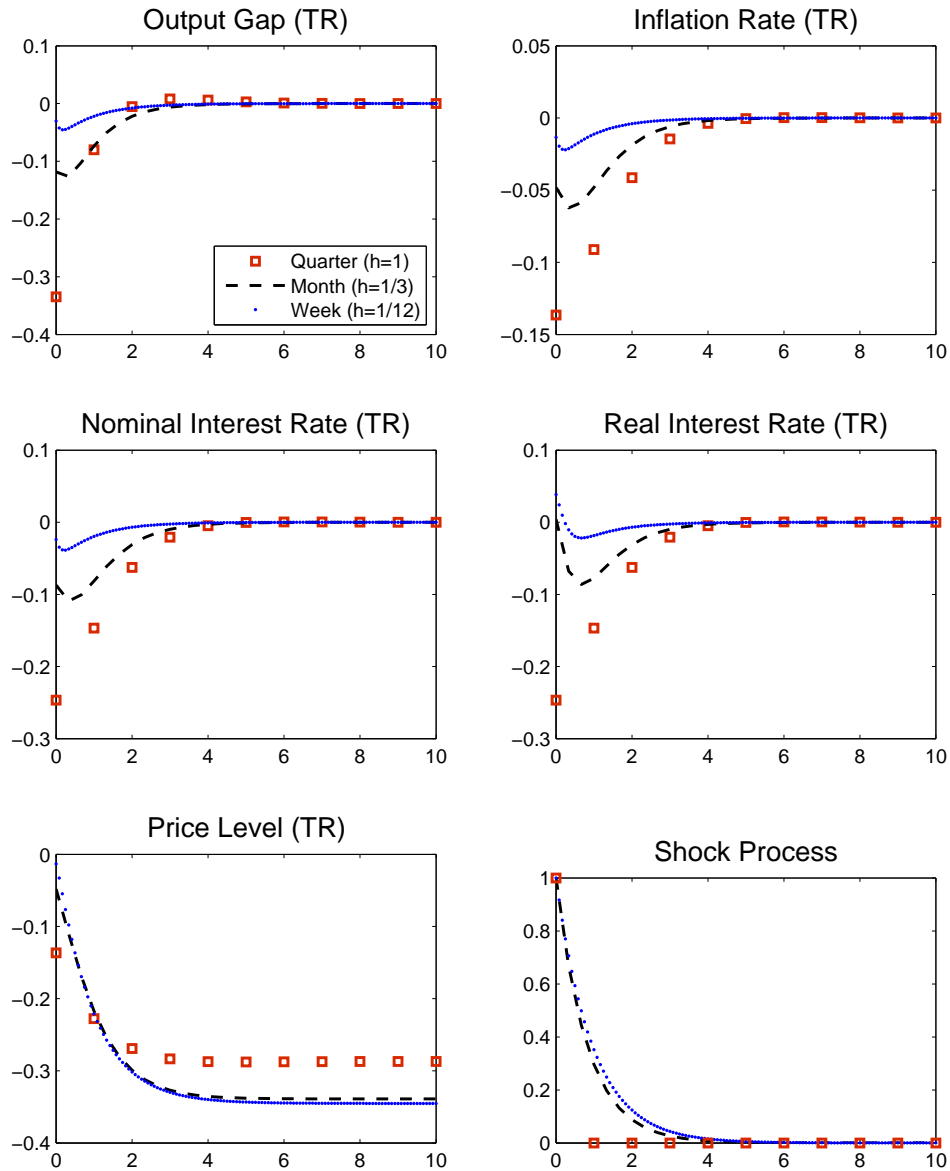 Output Gap (TR)
0.1
0
−0.1
−0.2
−0.3
−0.4
0 2 4 6 8 10
Quarter (h=1)
Month (h=1/3)
Week (h=1/12)
Inflation Rate (TR)
0.05
0
−0.05
−0.1
−0.15
0 2 4 6 8 10
Nominal Interest Rate (TR)
0.1
0
−0.1
−0.2
−0.3
0 2 4 6 8 10
Real Interest Rate (TR)
0.1
0
−0.1
−0.2
−0.3
0 2 4 6 8 10
Price Level (TR)
0
−0.1
−0.2
−0.3
−0.4
0 2 4 6 8 10
Shock Process
1
0.8
0.6
0.4
0.2
0
0 2 4 6 8 10